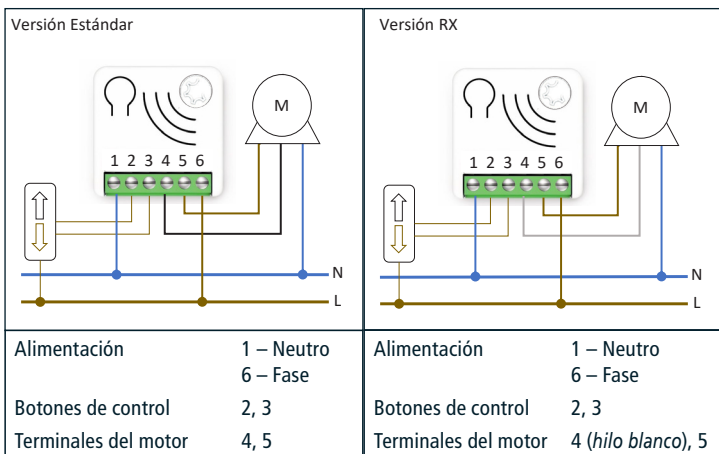 Versión Estándar
M
1 2 3 4 5 6
N
L
Alimentación 1 – Neutro
6 – Fase
Botones de control 2, 3
Terminales del motor 4, 5
Versión RX
M
1 2 3 4 5 6
N
L
Alimentación 1 – Neutro
6 – Fase
Botones de control 2, 3
Terminales del motor 4 (hilo blanco), 5